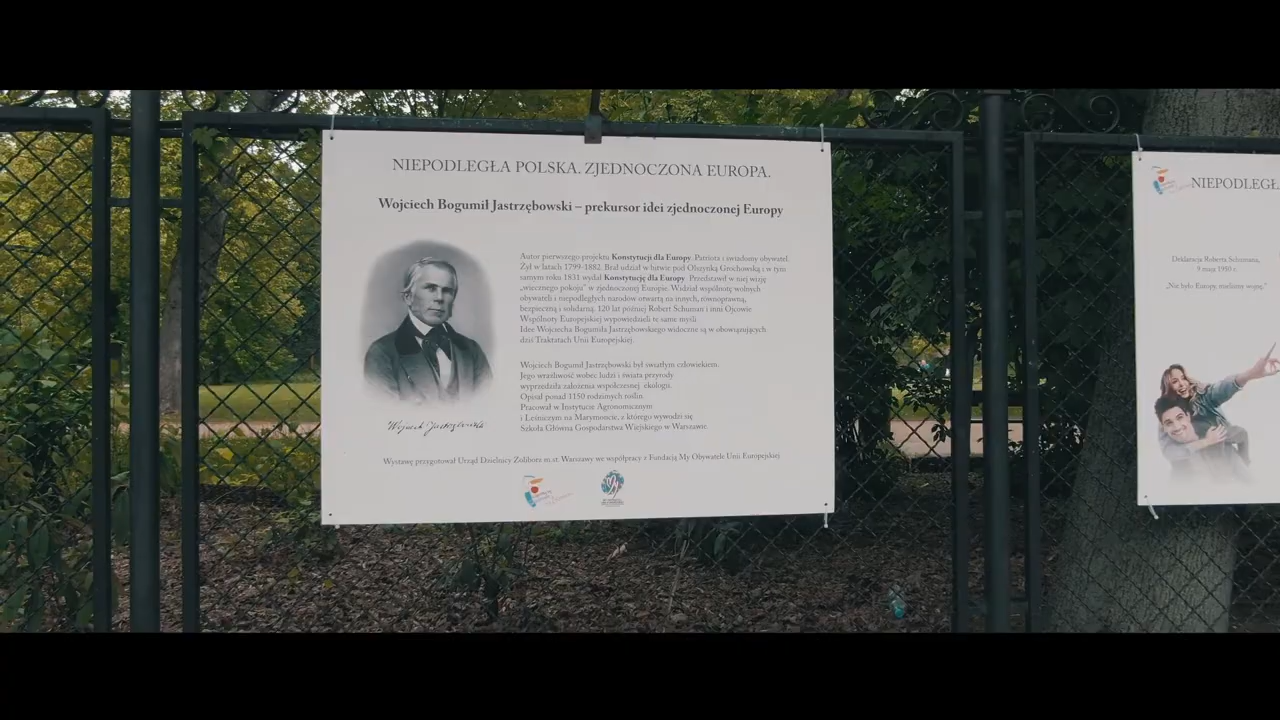 NIEPODLEGŁA POLSKA. ZJEDNOCZONA EUROPA.
Wojciech Bogumił Jastrzębowski – prekursor idei zjednoczonej Europy
Autor pierwszego projektu Konstytucji dla Europy. Patriota i świadomy obywatel.
Żył w latach 1799-1882. Brał udział w bitwie pod Olszynką Grochowską i w tym
samym roku 1831 wydał Konstytucję dla Europy. Przedstawił w niej wizję
„wiecznego pokoju” w zjednoczonej Europie. Widział wspólnotę wolnych
obywateli i niepodległych narodów otwartą na innych, równoprawną,
bezpieczną i solidarną. 120 lat później Robert Schuman i inni Ojcowie
Wspólnoty Europejskiej wypowiedzieli te same myśli.
Idee Wojciecha Bogumiła Jastrzębowskiego widoczne są w obowiązujących
dziś Traktatach Unii Europejskiej.
Wojciech Bogumił Jastrzębowski był światłym człowiekiem.
Jego wrażliwość wobec ludzi i świata przyrody
wyprzedziła założenia współczesnej ekologii.
Opisał ponad 1150 rodzimych roślin.
Pracował w Instytucie Agronomicznym
i Leśniczym na Marymoncie, z którego wywodzi się
Szkoła Główna Gospodarstwa Wiejskiego w Warszawie.
Wojciech Jastrzębowski
Wystawę przygotował Urząd Dzielnicy Żoliborz m.st. Warszawy we współpracy z Fundacją My Obywatele Unii Europejskiej
NIEPODLEGŁ
Deklaracja Roberta Schumana,
9 maja 1950 r.
„Nie było Europy, mieliśmy wojnę.”